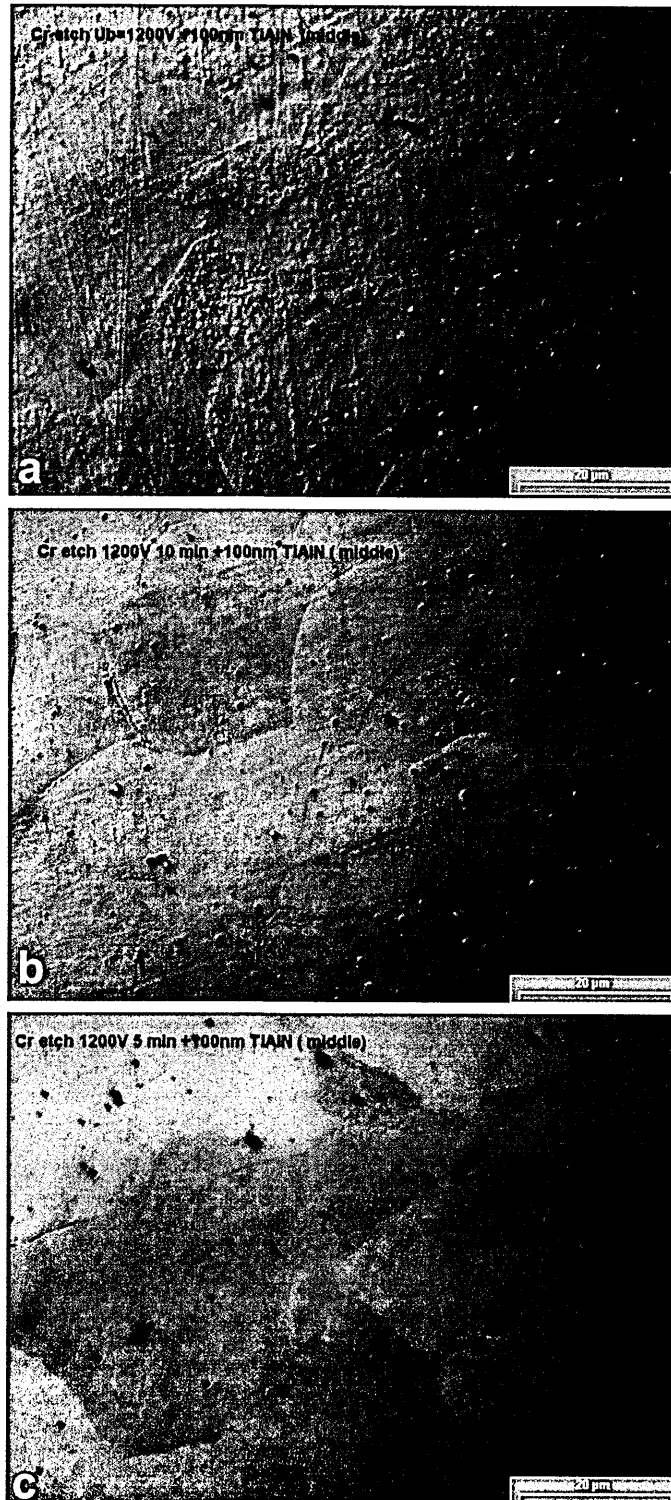 Cr etch Ub=1200V +100nm TiAlN (middle)
a
20 µm
Cr etch 1200V 10 min +100nm TiAlN ( middle)
b
20 µm
Cr etch 1200V 5 min +100nm TiAlN ( middle)
c
20 µm